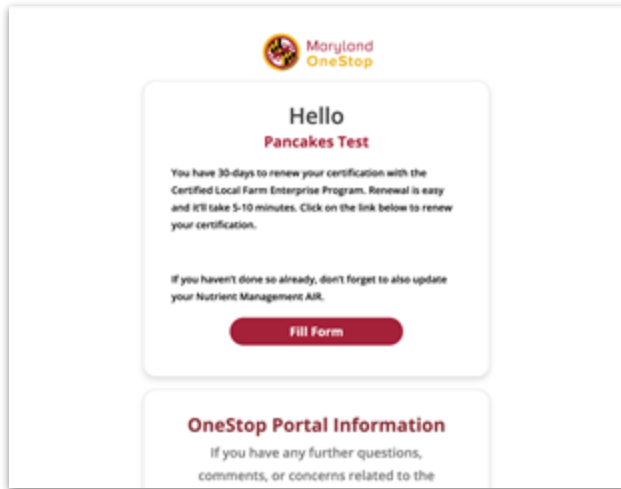 Maryland
OneStop
Hello
Pancakes Test
You have 30-days to renew your certification with the
Certified Local Farm Enterprise Program. Renewal is easy
and it'll take 5-10 minutes. Click on the link below to renew
your certification.
If you haven't done so already, don't forget to also update
your Nutrient Management AIR.
Fill Form
OneStop Portal Information
If you have any further questions,
comments, or concerns related to the